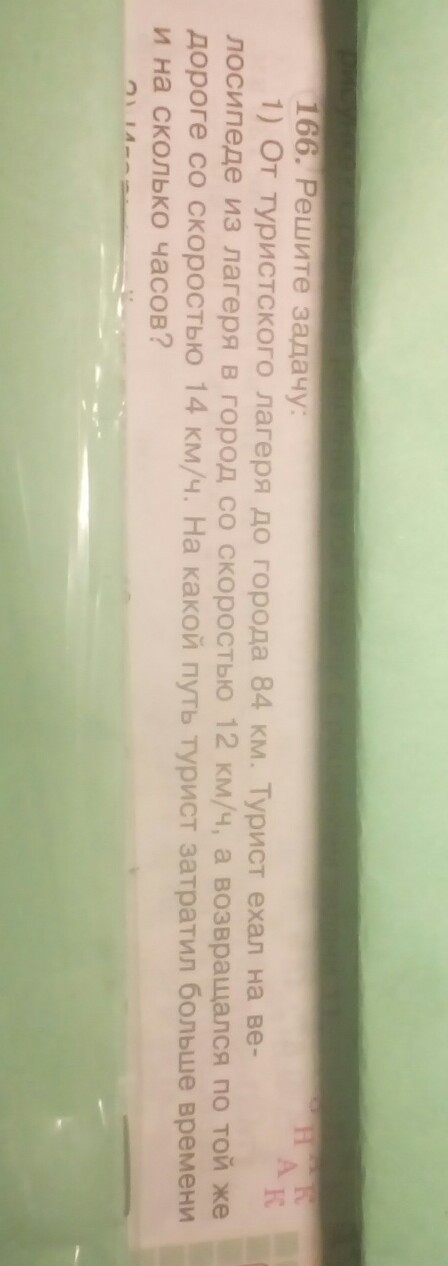 166. Решите задачу:
1) От туристского лагеря до города 84 км. Турист ехал на ве-
лосипеде из лагеря в город со скоростью 12 км/ч, а возвращался по той же
дороге со скоростью 14 км/ч. На какой путь турист затратил больше времени
и на сколько часов?